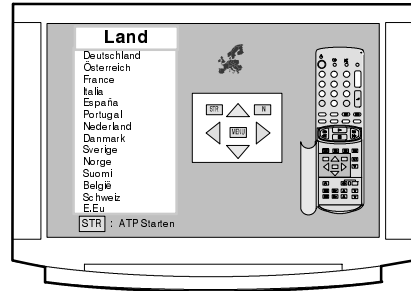 Land
Deutschland
Österreich
France
Italia
España
Portugal
Nederland
Danmark
Sverige
Norge
Suomi
België
Schweiz
E.Eu
STR : ATP Starten
STR
N
MENU